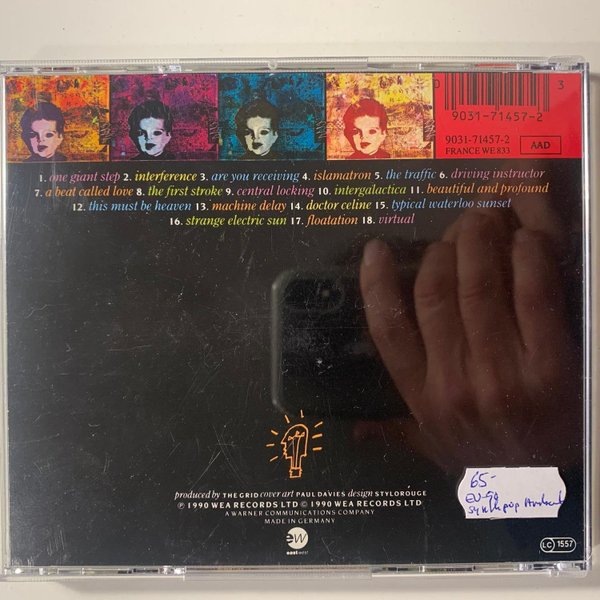 0 3
9031-71457-2
9031-71457-2
FRANCE WE 833
AAD
1. one giant step 2. interference 3. are you receiving 4. islamatron 5. the traffic 6. driving instructor
7. a beat called love 8. the first stroke 9. central locking 10. intergalactica 11. beautiful and profound
12. this must be heaven 13. machine delay 14. doctor celine 15. typical waterloo sunset
16. strange electric sun 17. floatation 18. virtual
65-
EU-90
Synthpop
produced by THE GRID cover art PAUL DAVIES design STYLOROUGE
℗ 1990 WEA RECORDS LTD © 1990 WEA RECORDS LTD
A WARNER COMMUNICATIONS COMPANY
MADE IN GERMANY
ew
eastwest
LC 1557